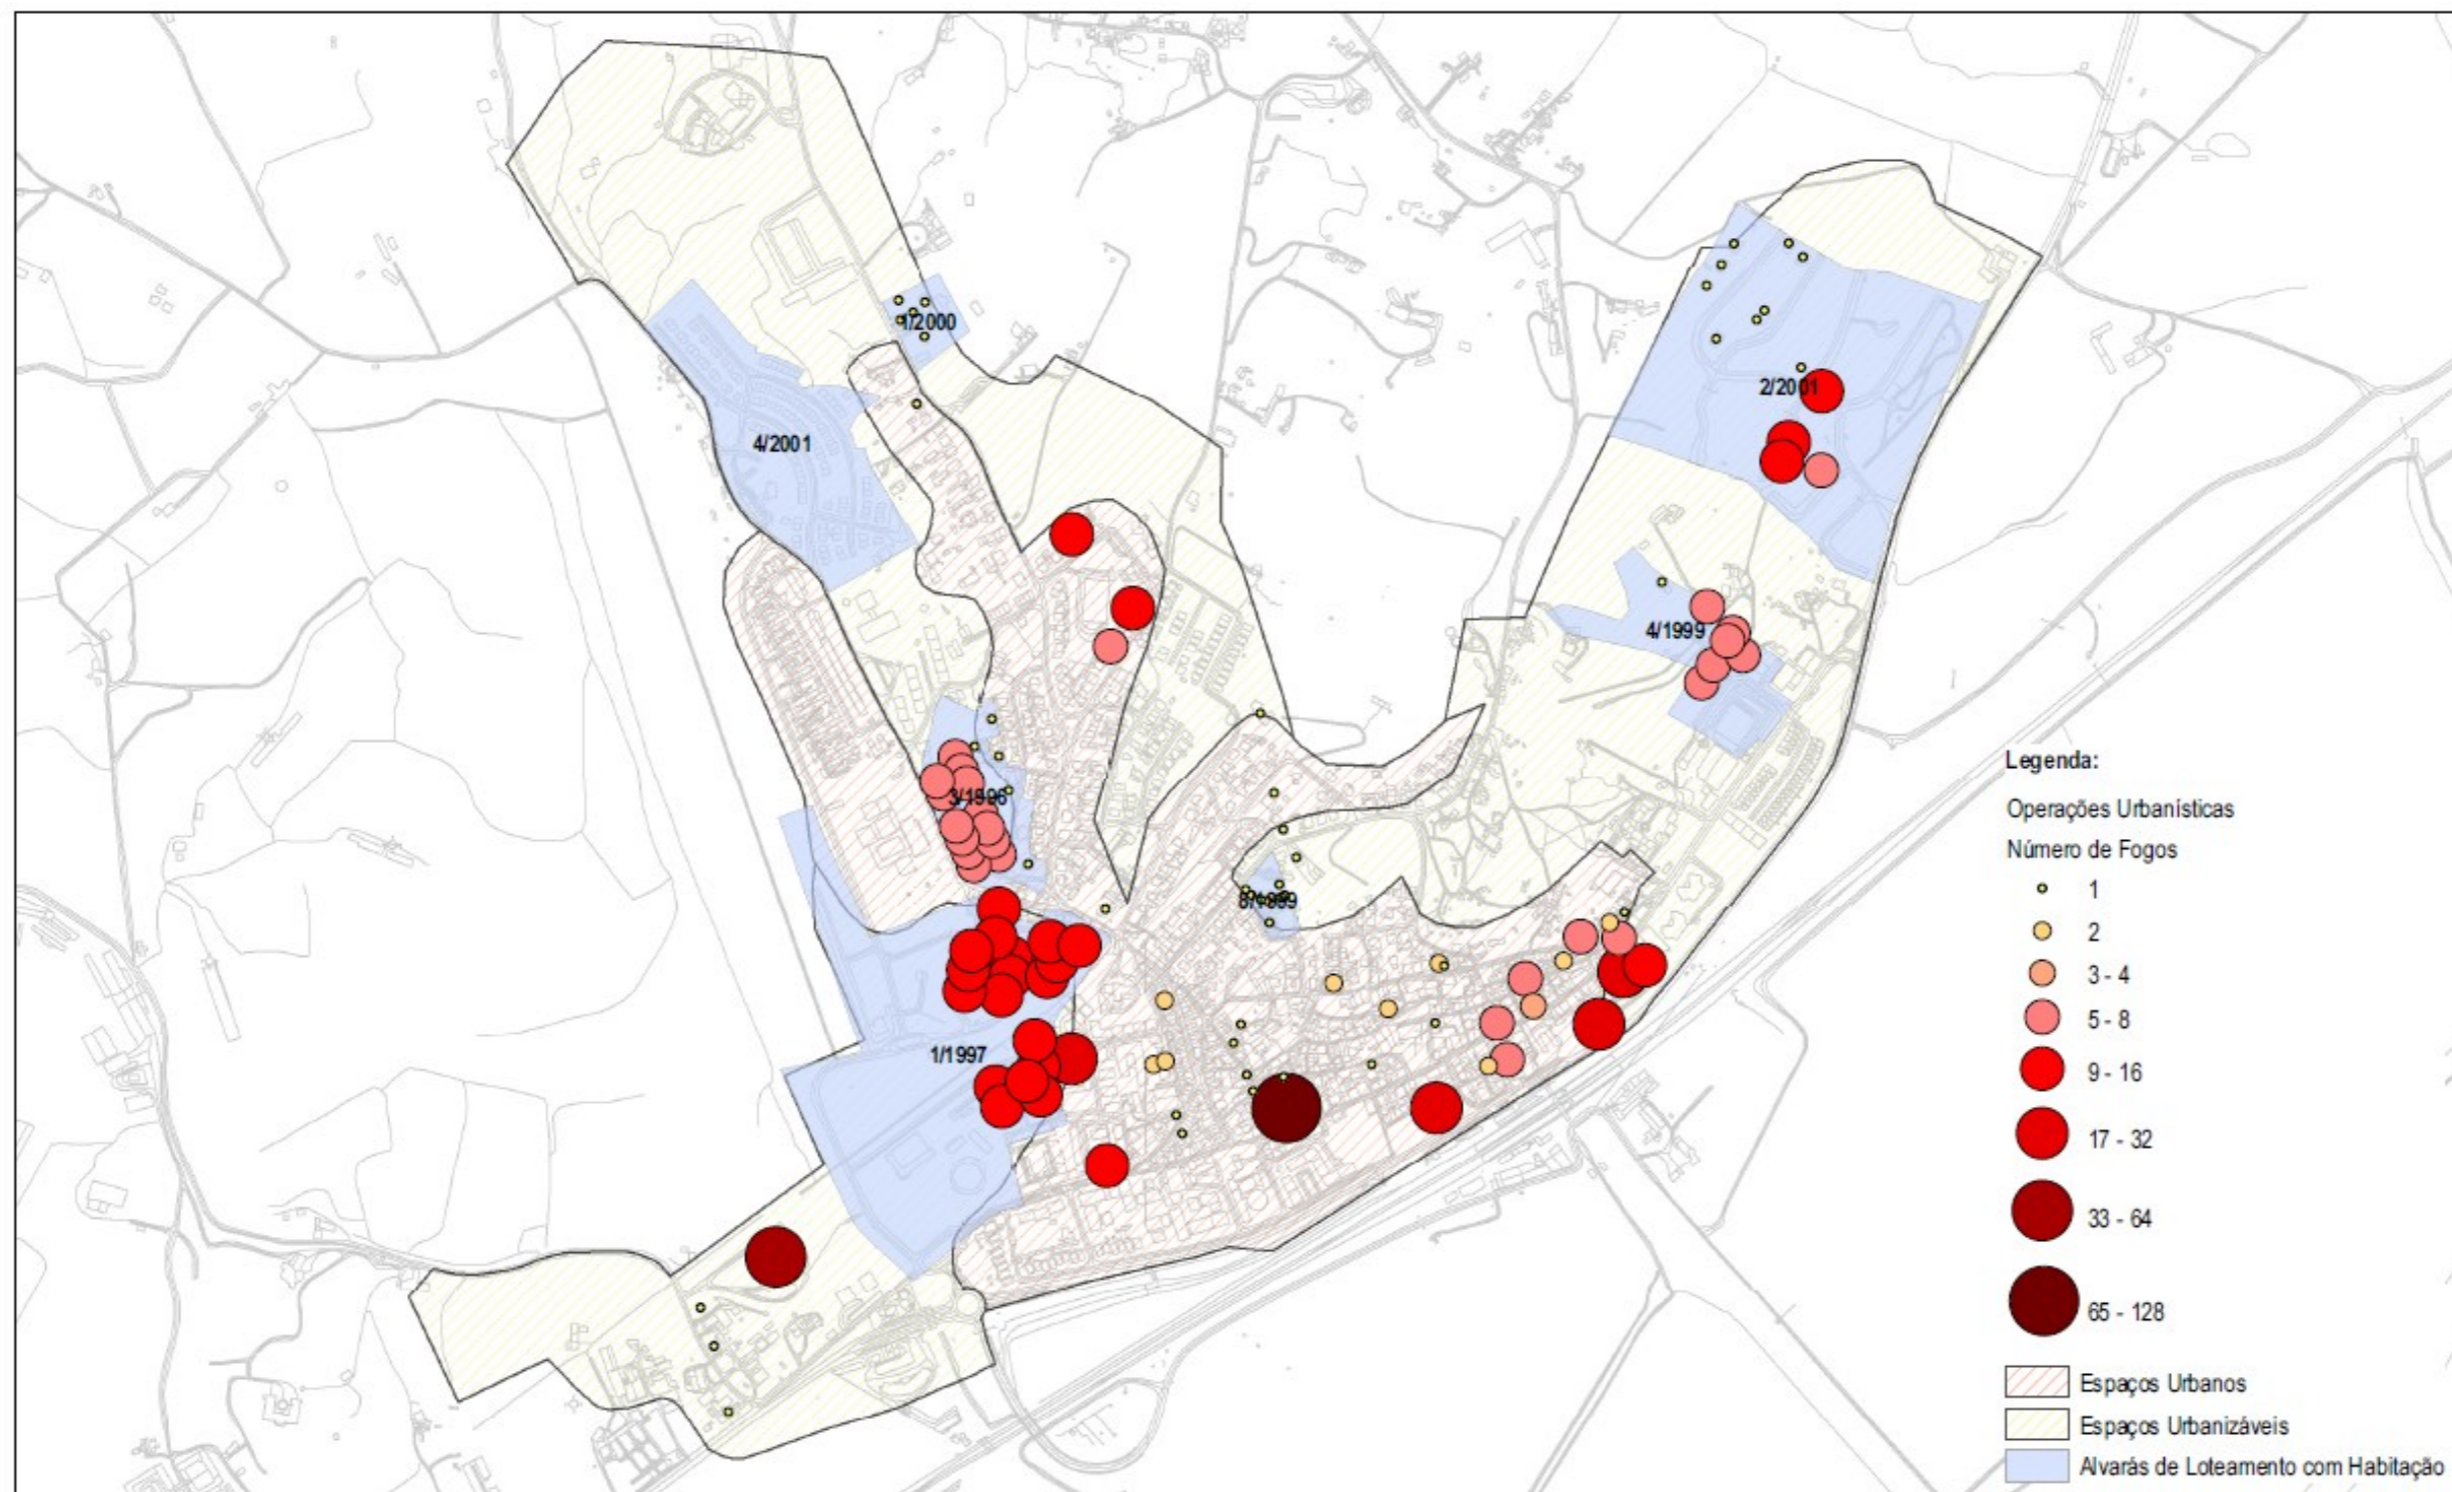 1/2000
2/2001
4/2001
4/1999
3/1996
8/1999
1/1997
Legenda:
Operações Urbanísticas
Número de Fogos
1
2
3 - 4
5 - 8
9 - 16
17 - 32
33 - 64
65 - 128
Espaços Urbanos
Espaços Urbanizáveis
Alvarás de Loteamento com Habitação